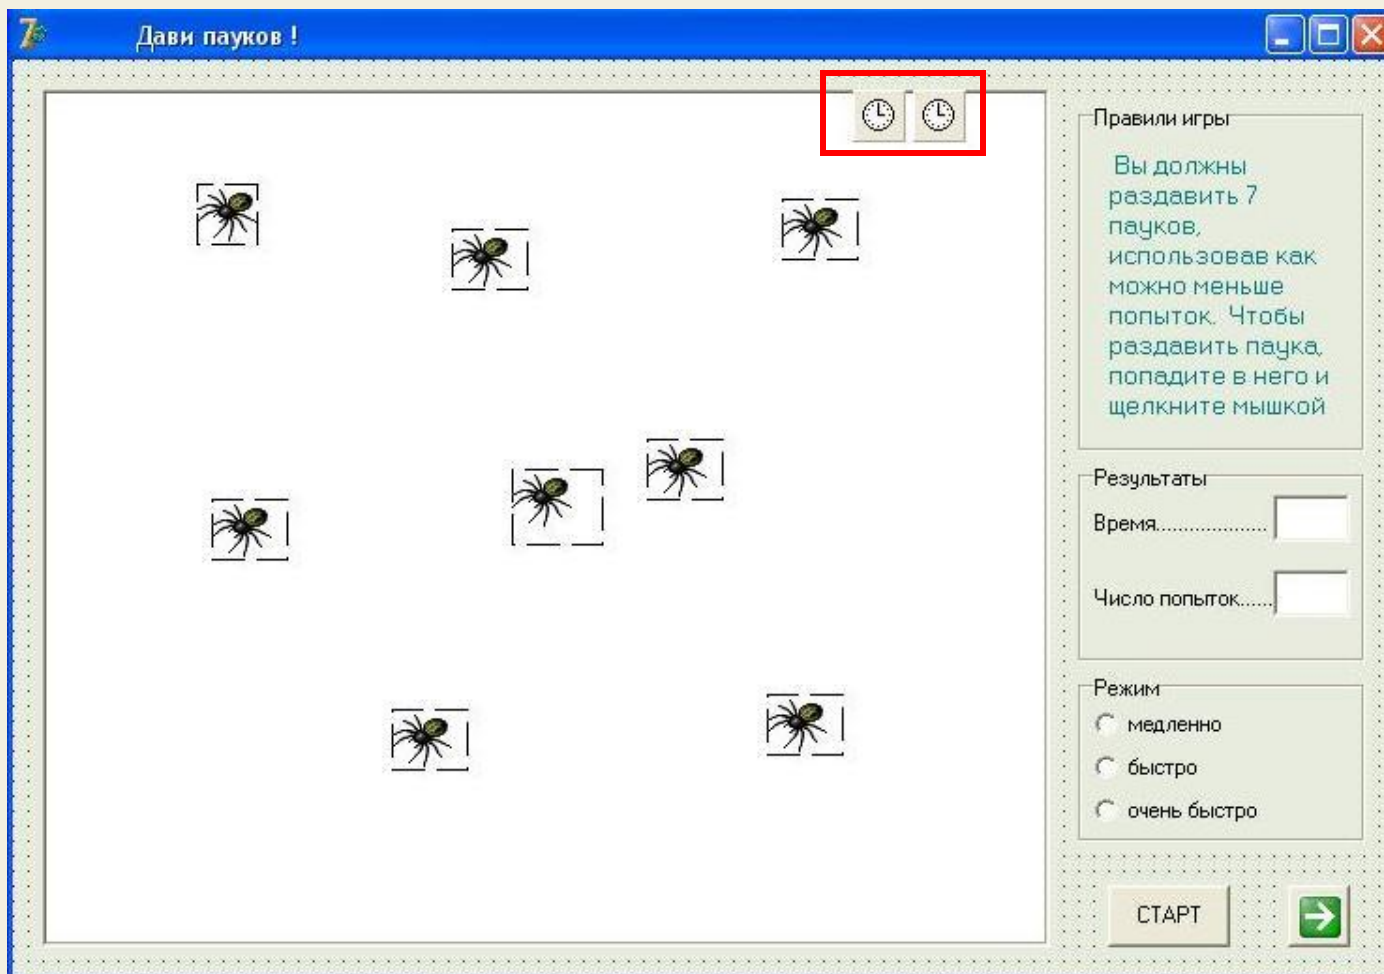 Дави пауков !
Правили игры
Вы должны
раздавить 7
пауков,
использовав как
можно меньше
попыток. Чтобы
раздавить паука,
попадите в него и
щелкните мышкой
Результаты
Время...................
Число попыток......
Режим
медленно
быстро
очень быстро
СТАРТ